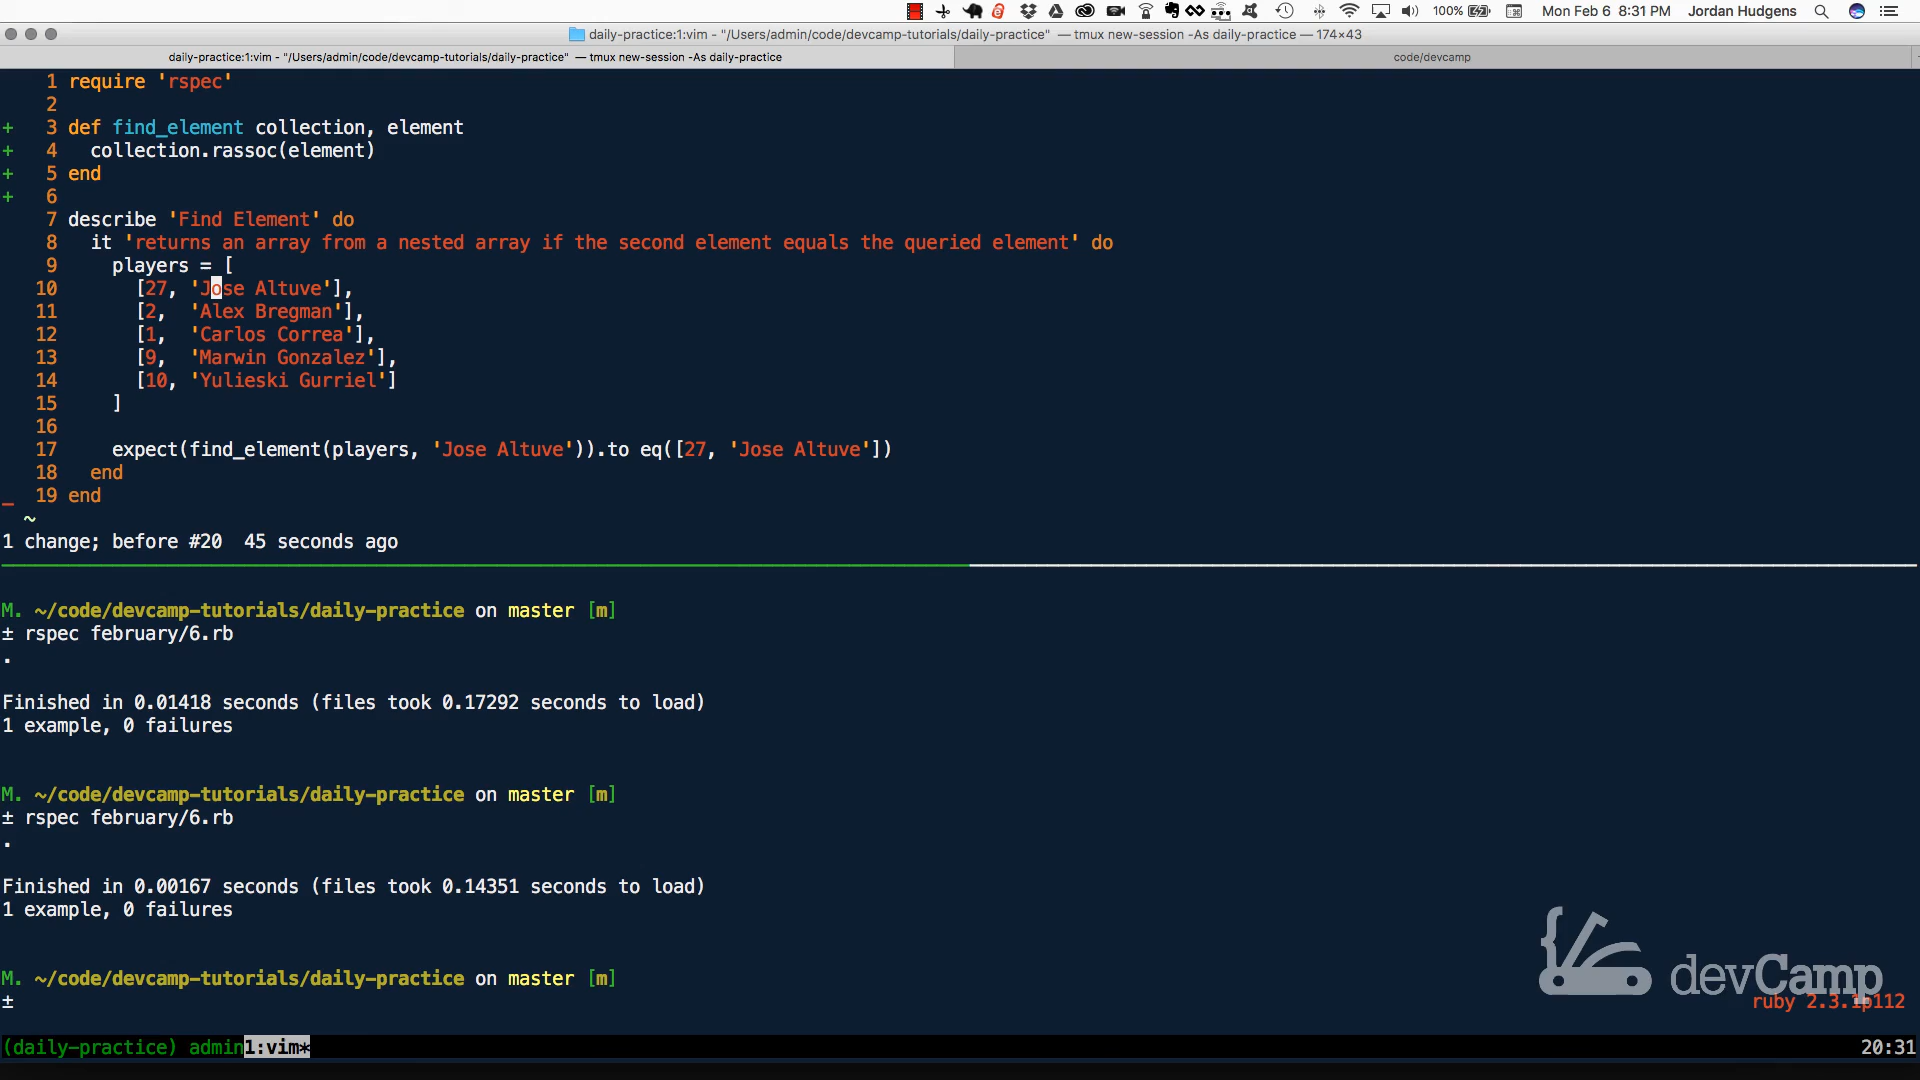 100% Mon Feb 6 8:31 PM Jordan Hudgens
daily-practice:1:vim - "/Users/admin/code/devcamp-tutorials/daily-practice" — tmux new-session -As daily-practice — 174×43
daily-practice:1:vim - "/Users/admin/code/devcamp-tutorials/daily-practice" — tmux new-session -As daily-practice
code/devcamp
1 require 'rspec'
2
+ 3 def find_element collection, element
+ 4   collection.rassoc(element)
+ 5 end
+ 6
7 describe 'Find Element' do
8   it 'returns an array from a nested array if the second element equals the queried element' do
9     players = [
10       [27, 'Jose Altuve'],
11       [2,  'Alex Bregman'],
12       [1,  'Carlos Correa'],
13       [9,  'Marwin Gonzalez'],
14       [10, 'Yulieski Gurriel']
15     ]
16
17     expect(find_element(players, 'Jose Altuve')).to eq([27, 'Jose Altuve'])
18   end
_ 19 end
~
1 change; before #20  45 seconds ago
M. ~/code/devcamp-tutorials/daily-practice on master [m]
± rspec february/6.rb
.
Finished in 0.01418 seconds (files took 0.17292 seconds to load)
1 example, 0 failures
M. ~/code/devcamp-tutorials/daily-practice on master [m]
± rspec february/6.rb
.
Finished in 0.00167 seconds (files took 0.14351 seconds to load)
1 example, 0 failures
M. ~/code/devcamp-tutorials/daily-practice on master [m]
±
devCamp
ruby 2.3.1p112
(daily-practice) admin1:vim* 20:31